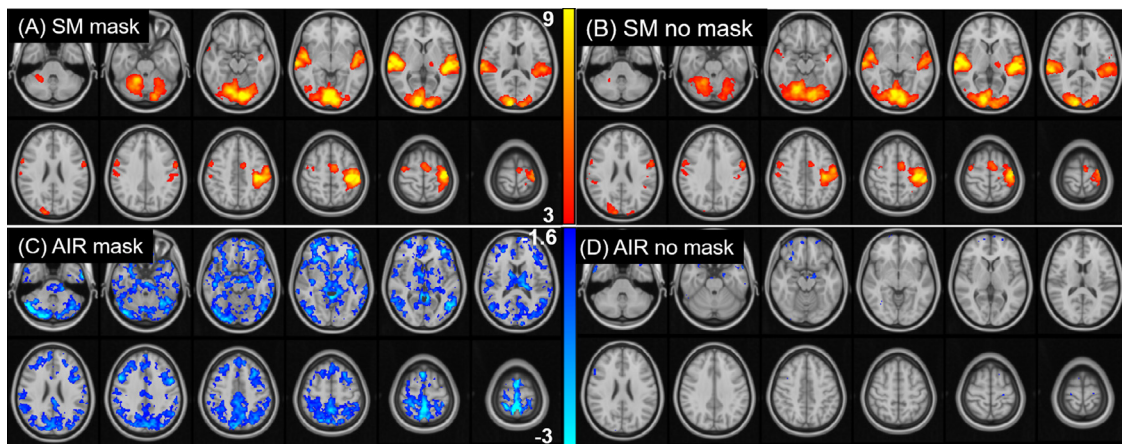 (A) SM mask
9
(B) SM no mask
3
(C) AIR mask
1.6
(D) AIR no mask
-3